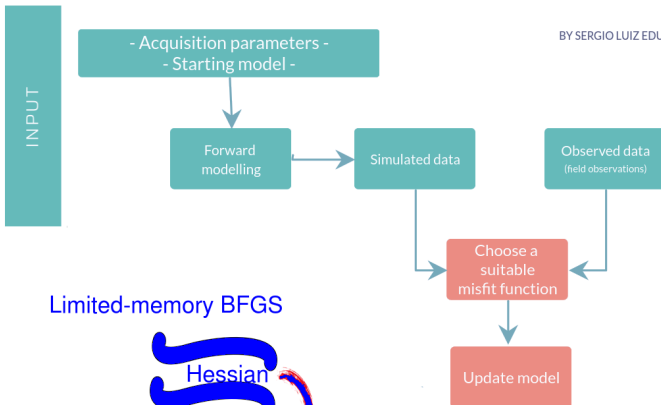 BY SERGIO LUIZ EDU
- Acquisition parameters -
- Starting model -
INPUT
Forward
modelling
Simulated data
Observed data
(field observations)
Choose a
suitable
misfit function
Limited-memory BFGS
Hessian
Update model